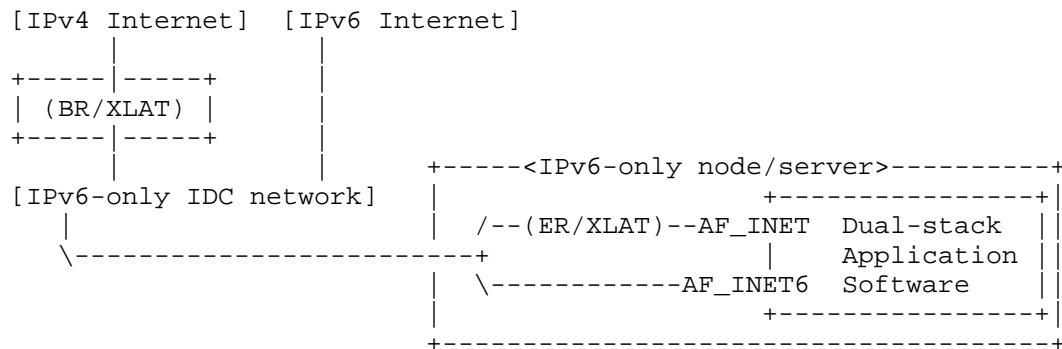 [IPv4 Internet] [IPv6 Internet]
(BR/XLAT)
<IPv6-only node/server>
[IPv6-only IDC network]
(ER/XLAT)--AF_INET Dual-stack
Application
AF_INET6 Software